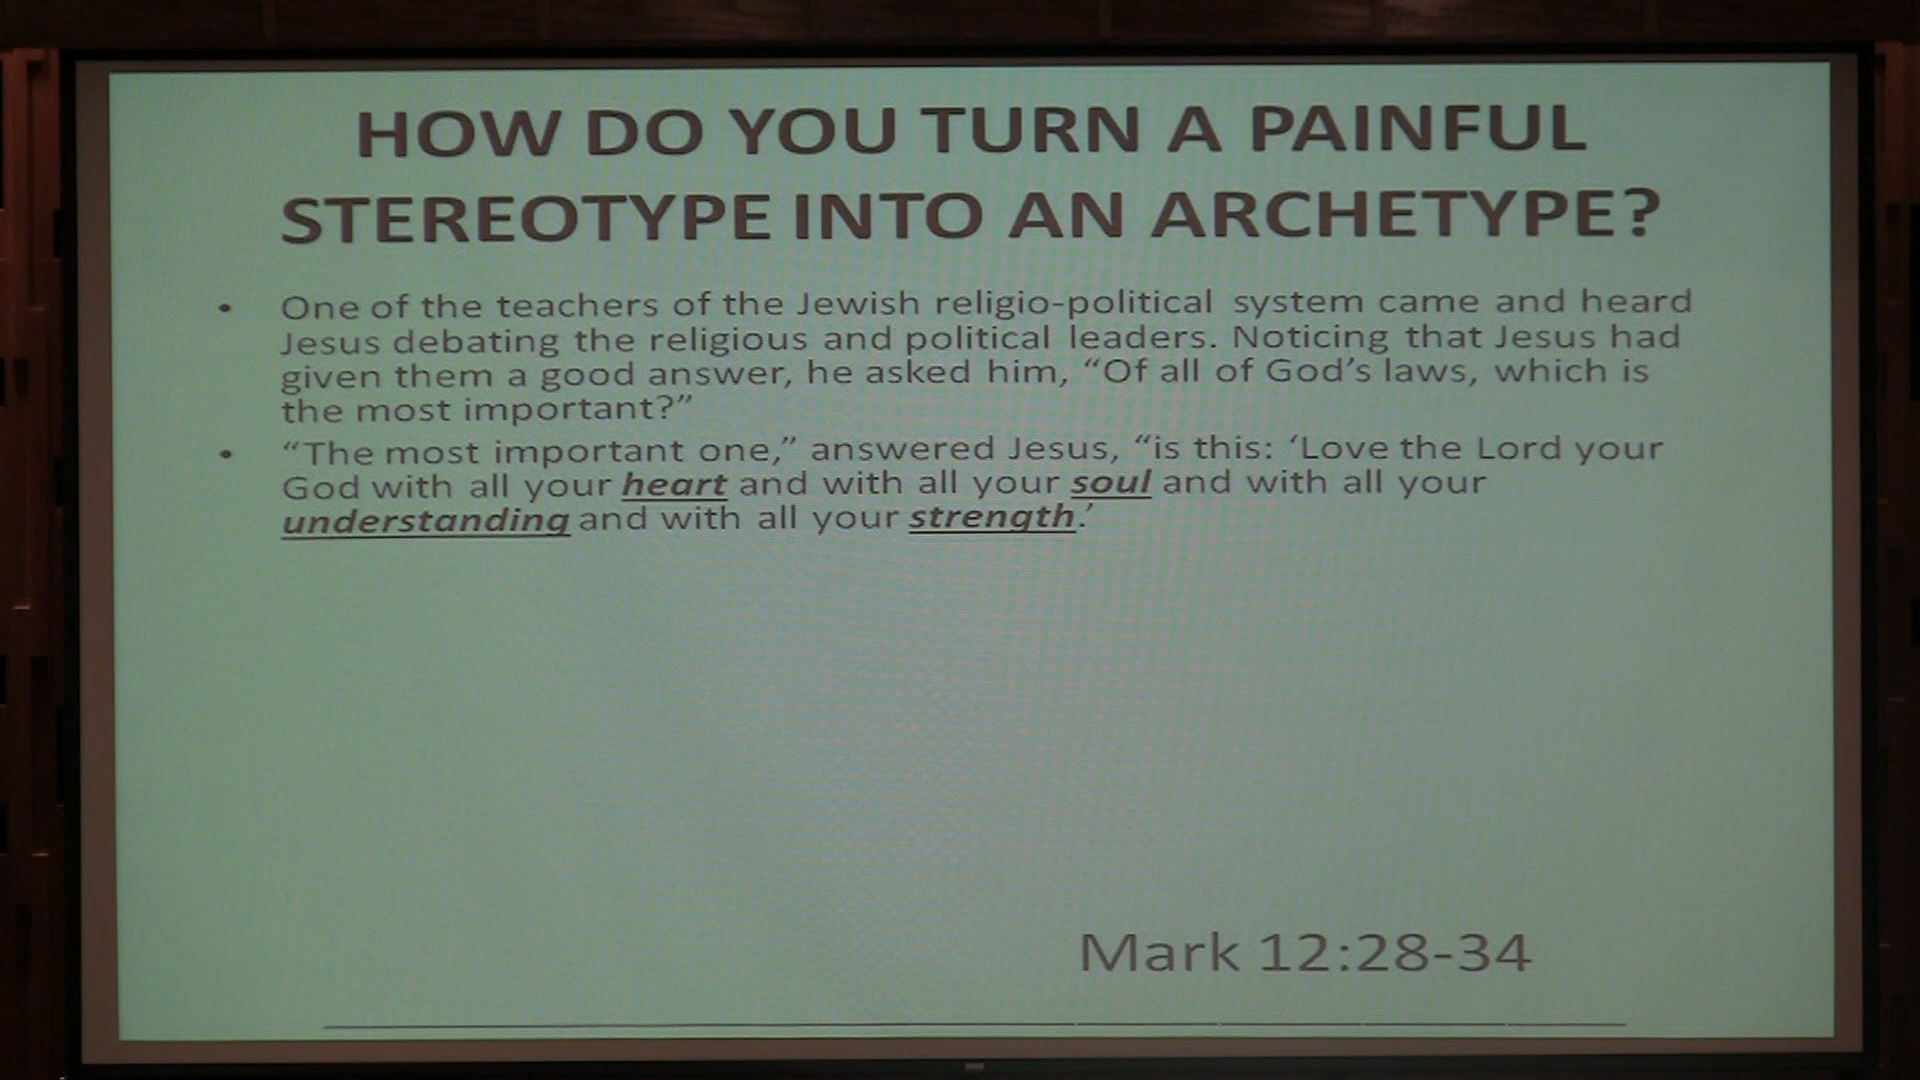 HOW DO YOU TURN A PAINFUL
STEREOTYPE INTO AN ARCHETYPE?
• One of the teachers of the Jewish religio-political system came and heard
Jesus debating the religious and political leaders. Noticing that Jesus had
given them a good answer, he asked him, “Of all of God’s laws, which is
the most important?”
• “The most important one,” answered Jesus, “is this: ‘Love the Lord your
God with all your heart and with all your soul and with all your
understanding and with all your strength.’
Mark 12:28-34